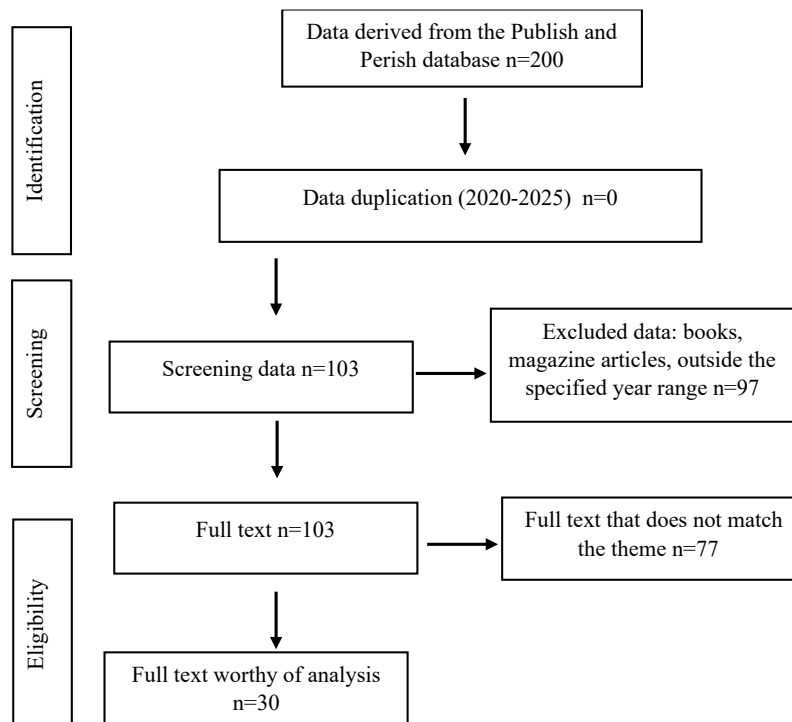 Identification
Data derived from the Publish and
Perish database n=200
Data duplication (2020-2025) n=0
Screening
Screening data n=103
Excluded data: books,
magazine articles, outside the
specified year range n=97
Eligibility
Full text n=103
Full text that does not match
the theme n=77
Full text worthy of analysis
n=30